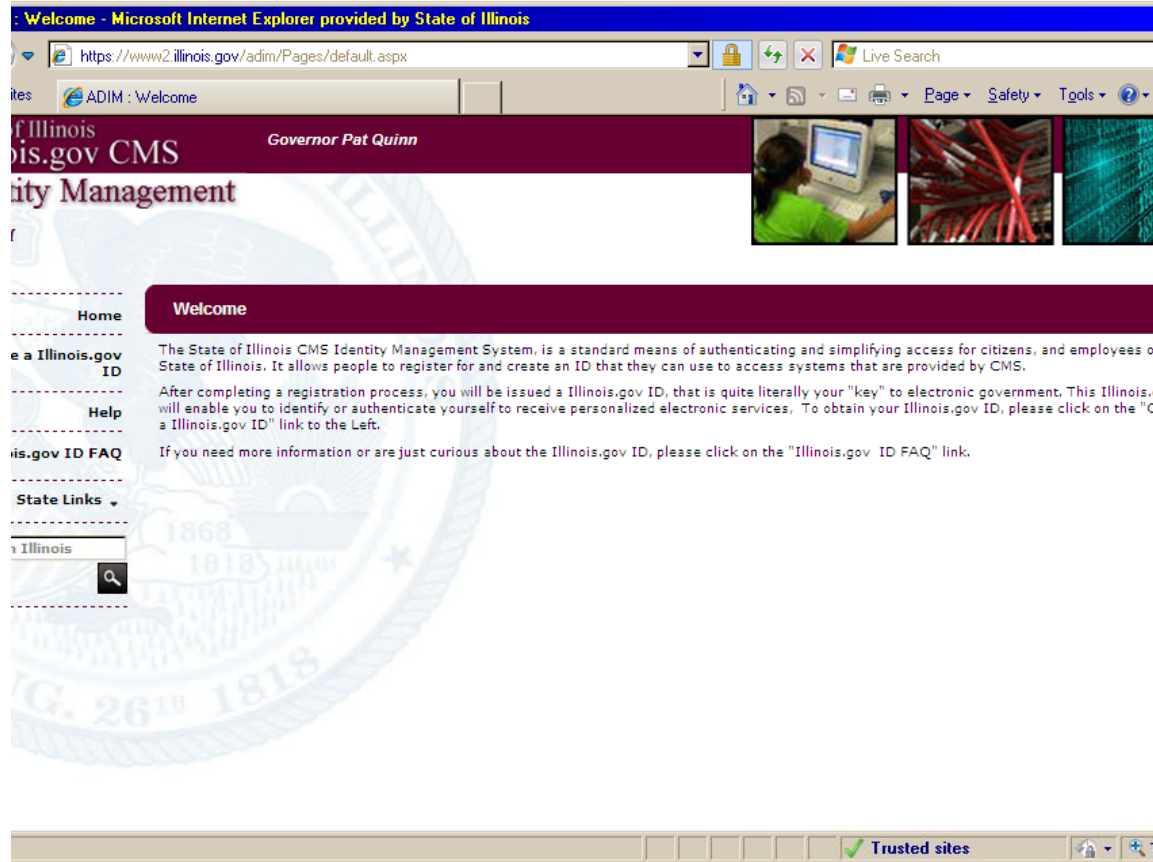 : Welcome - Microsoft Internet Explorer provided by State of Illinois
https://www2.illinois.gov/adim/Pages/default.aspx
Live Search
ites
ADIM : Welcome
Page
Safety
Tools
f Illinois
ois.gov CMS
Governor Pat Quinn
tity Management
Home
Welcome
e a Illinois.gov
ID
The State of Illinois CMS Identity Management System, is a standard means of authenticating and simplifying access for citizens, and employees o
State of Illinois. It allows people to register for and create an ID that they can use to access systems that are provided by CMS.
After completing a registration process, you will be issued a Illinois.gov ID, that is quite literally your "key" to electronic government. This Illinois.
will enable you to identify or authenticate yourself to receive personalized electronic services, To obtain your Illinois.gov ID, please click on the "C
a Illinois.gov ID" link to the Left.
Help
ois.gov ID FAQ
If you need more information or are just curious about the Illinois.gov ID, please click on the "Illinois.gov ID FAQ" link.
State Links
n Illinois
1868
1818
G. 26TH 1818
Trusted sites